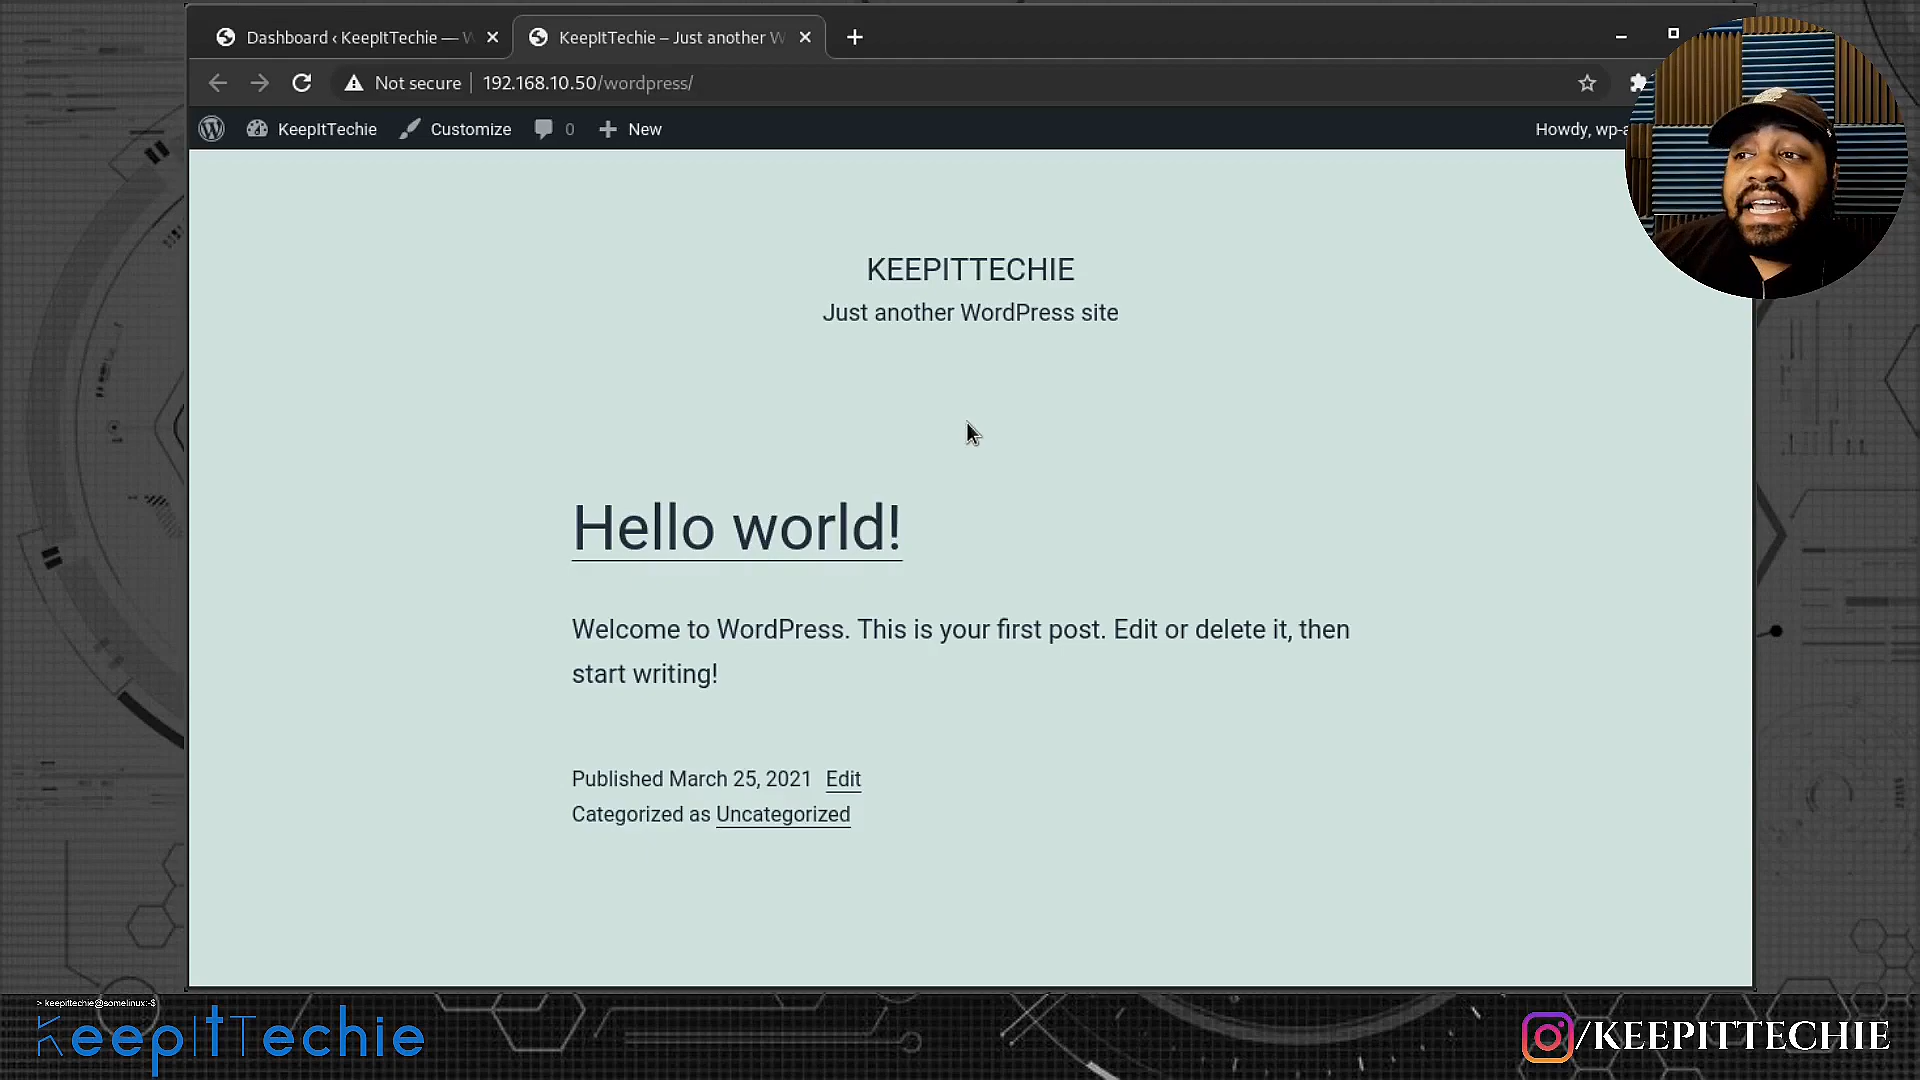 Dashboard ‹ KeepItTechie — W
KeepItTechie – Just another W
Not secure
192.168.10.50/wordpress/
KeepItTechie
Customize
0
New
Howdy, wp-a
KEEPITTECHIE
Just another WordPress site
Hello world!
Welcome to WordPress. This is your first post. Edit or delete it, then
start writing!
Published March 25, 2021 Edit
Categorized as Uncategorized
> keepittechie@somelinux:~$
KeepItTechie
/KEEPITTECHIE